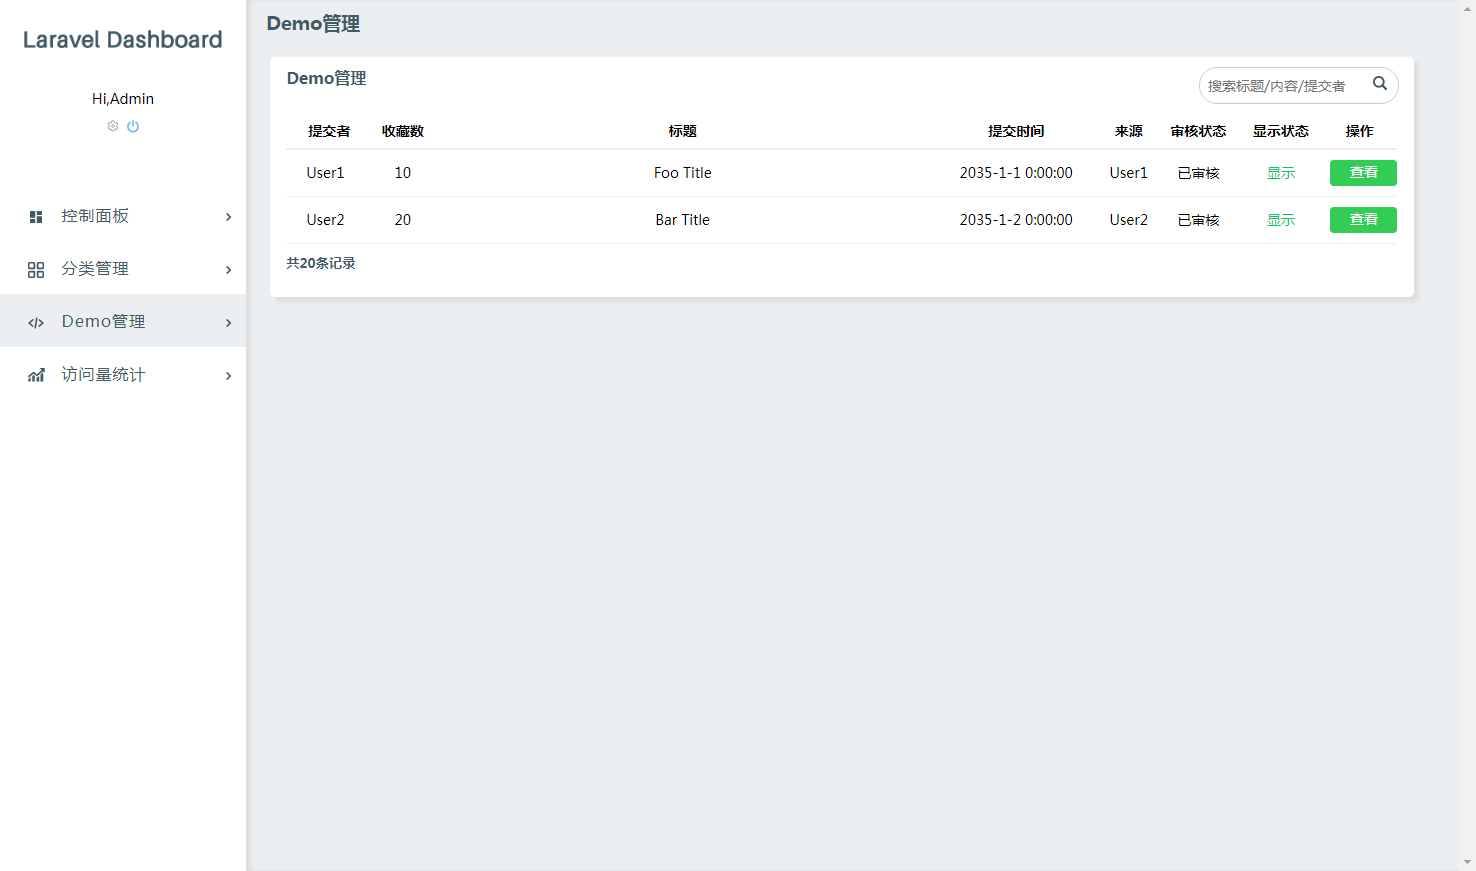 Laravel Dashboard
Hi,Admin
控制面板
分类管理
Demo管理
访问量统计
Demo管理
Demo管理
搜索标题/内容/提交者
提交者 收藏数 标题 提交时间 来源 审核状态 显示状态 操作
User1 10 Foo Title 2035-1-1 0:00:00 User1 已审核 显示 查看
User2 20 Bar Title 2035-1-2 0:00:00 User2 已审核 显示 查看
共20条记录